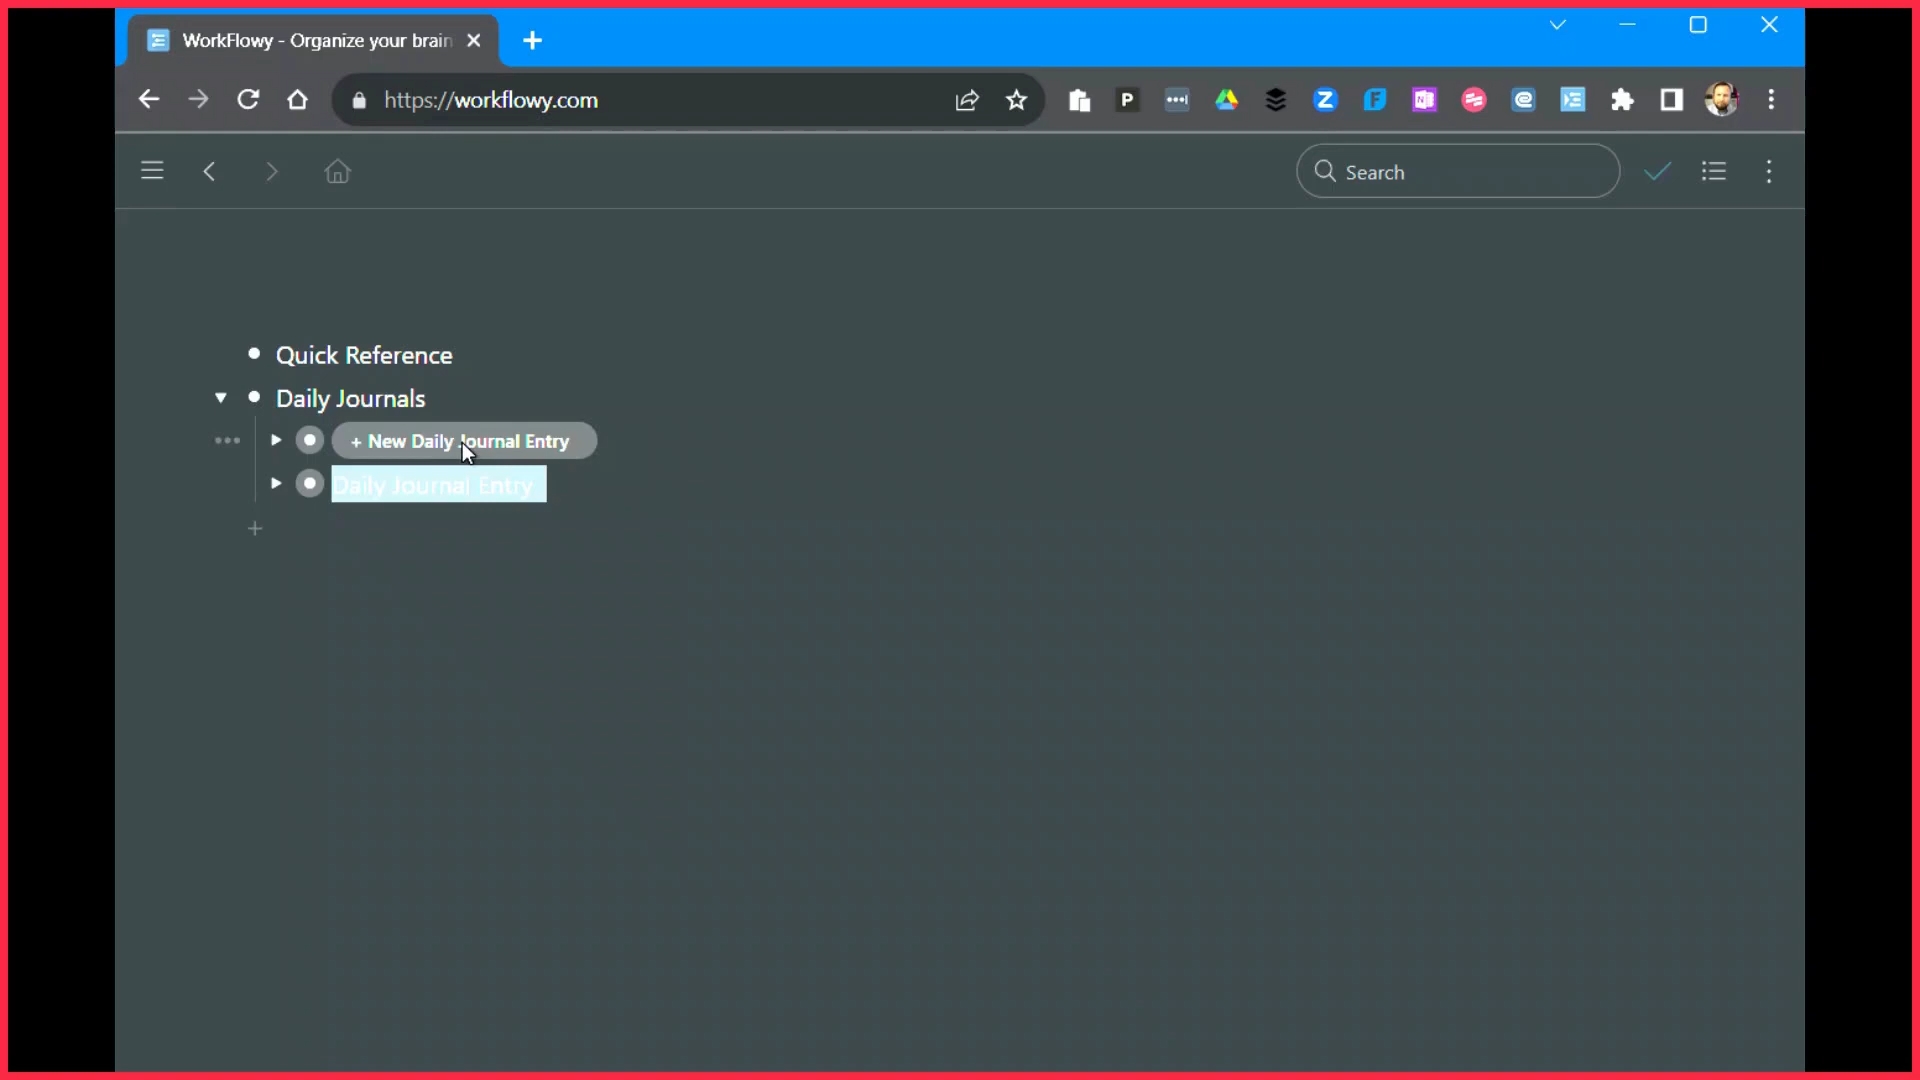 WorkFlowy - Organize your brain
https://workflowy.com
Search
Quick Reference
Daily Journals
+ New Daily Journal Entry
Daily Journal Entry